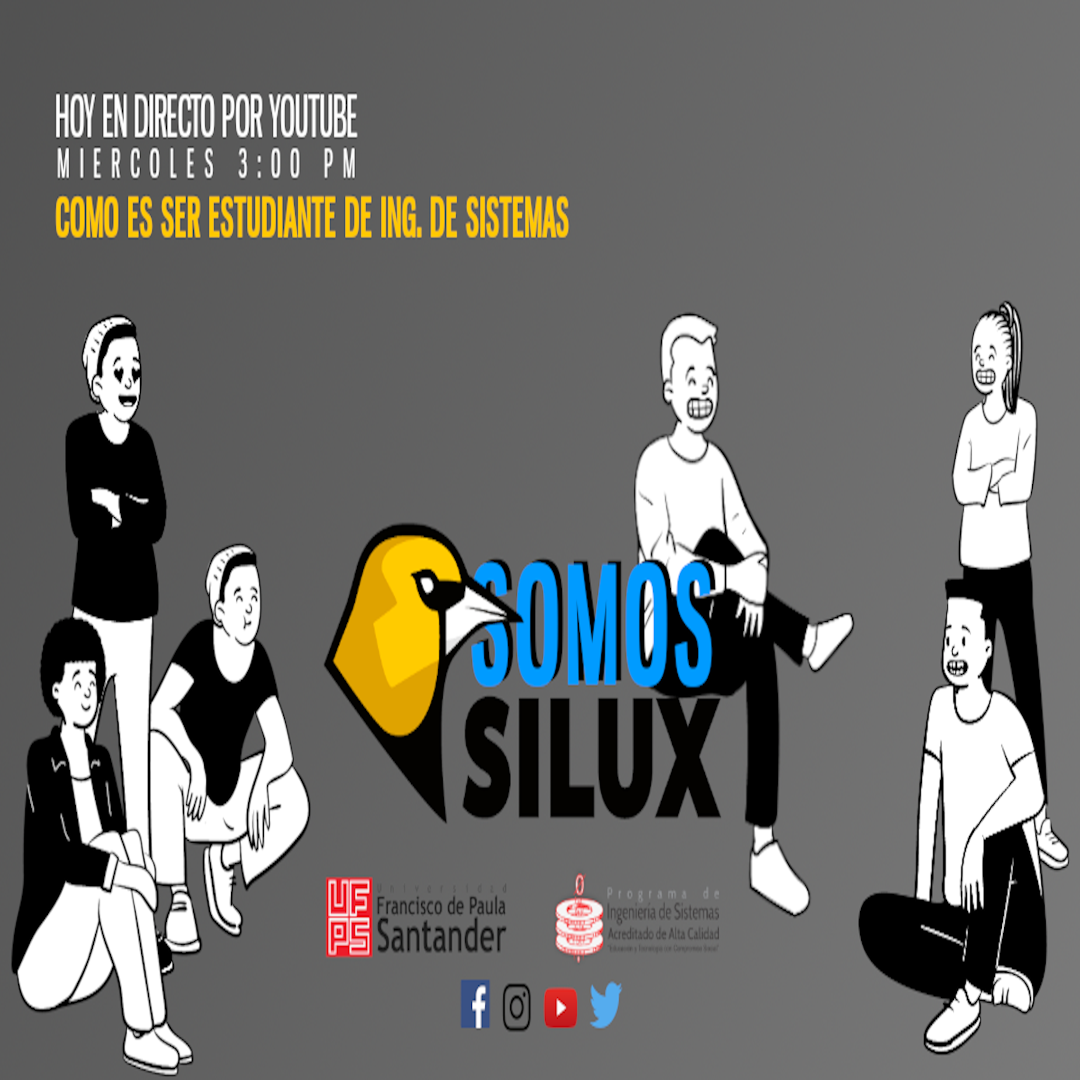 HOY EN DIRECTO POR YOUTUBE
MIERCOLES 3:00 PM
COMO ES SER ESTUDIANTE DE ING. DE SISTEMAS
SOMOS
SILUX
UFPS
Universidad
Francisco de Paula
Santander
Programa de
Ingeniería de Sistemas
Acreditado de Alta Calidad